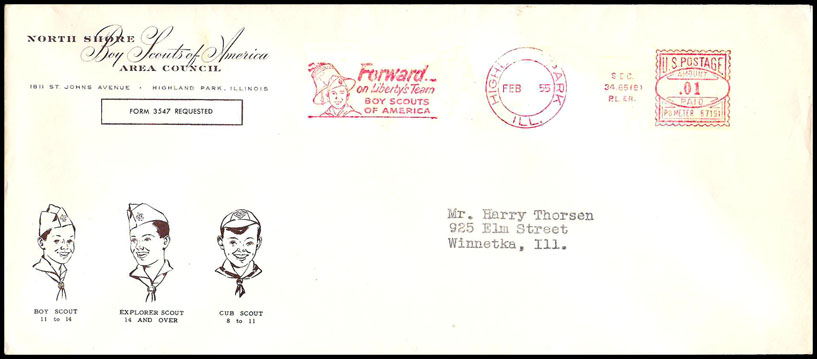 NORTH SHORE
Boy Scouts of America
AREA COUNCIL
1811 ST. JOHNS AVENUE • HIGHLAND PARK, ILLINOIS
FORM 3547 REQUESTED
Forward...
on Liberty's Team
BOY SCOUTS
OF AMERICA
HIGHLAND PARK
FEB 55
ILL.
SEC.
34.65(e)
P.L.&R.
U.S. POSTAGE
AMOUNT
.01
PAID
PB METER 57151
Mr. Harry Thorsen
925 Elm Street
Winnetka, Ill.
BOY SCOUT
11 to 14
EXPLORER SCOUT
14 AND OVER
CUB SCOUT
8 to 11